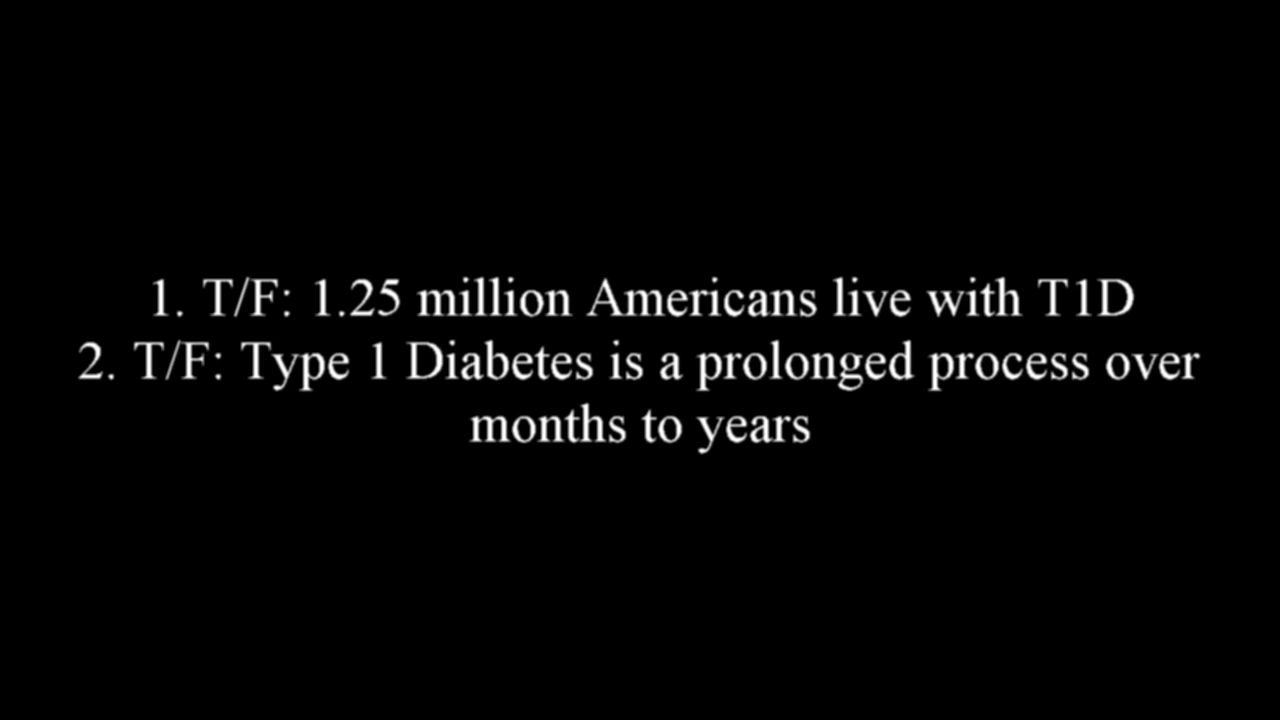 1. T/F: 1.25 million Americans live with T1D
2. T/F: Type 1 Diabetes is a prolonged process over
months to years